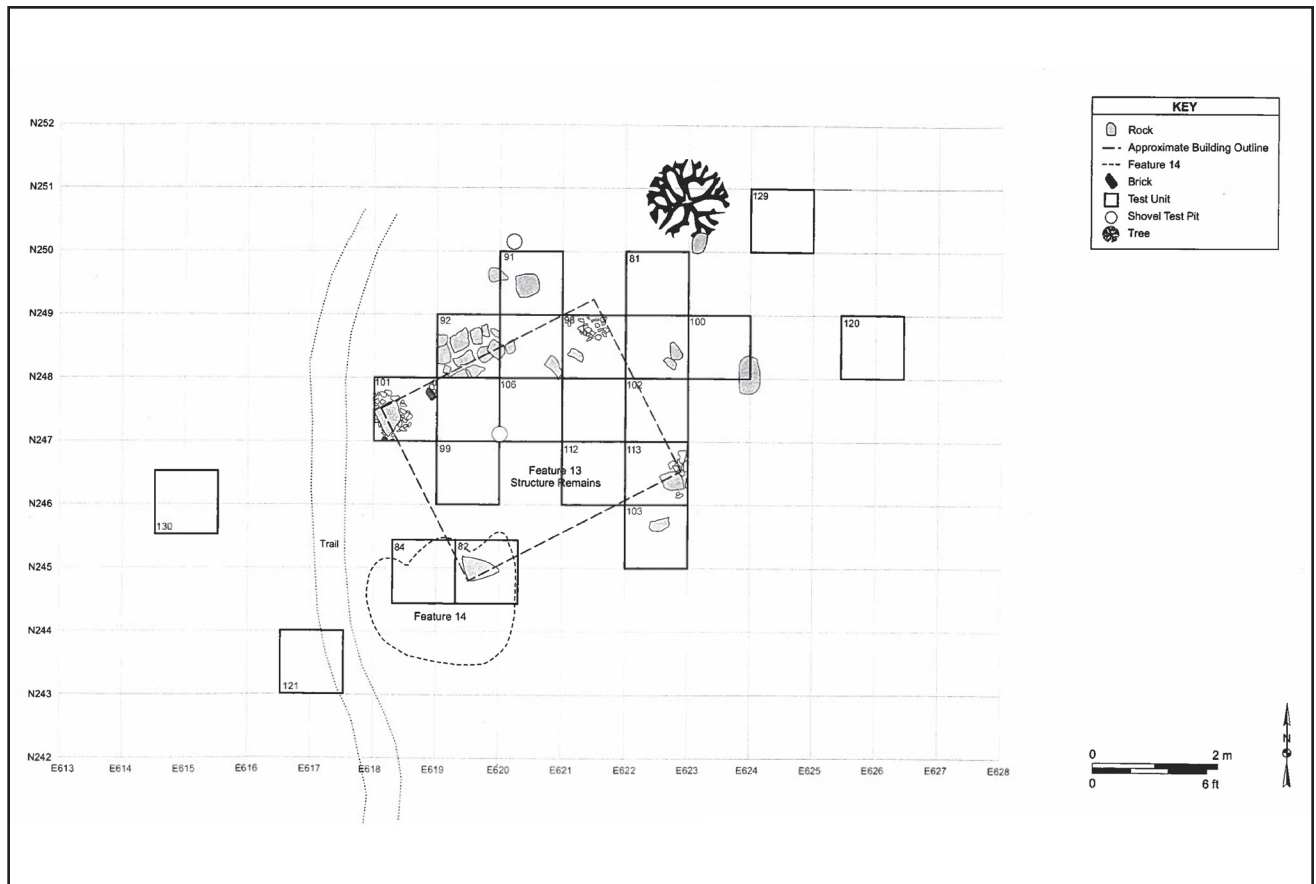 KEY
Rock
Approximate Building Outline
Feature 14
Brick
Test Unit
Shovel Test Pit
Tree
N252
N251
129
N250
91
81
N249
92
98
100
120
N248
101
106
102
N247
99
112
113
Feature 13
Structure Remains
N246
130
103
Trail
84
82
N245
Feature 14
N244
121
N243
N242
E613
E614
E615
E616
E617
E618
E619
E620
E621
E622
E623
E624
E625
E626
E627
E628
N
0
2 m
0
6 ft